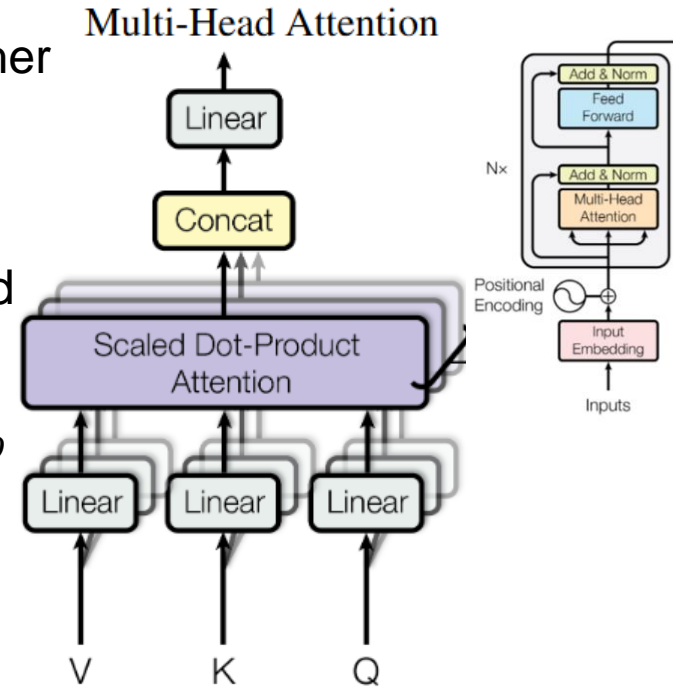 Multi-Head Attention
ner
Linear
Concat
d
Scaled Dot-Product
Attention
Linear
Linear
Linear
V
K
Q
Add & Norm
Feed
Forward
Nx
Add & Norm
Multi-Head
Attention
Positional
Encoding
Input
Embedding
Inputs